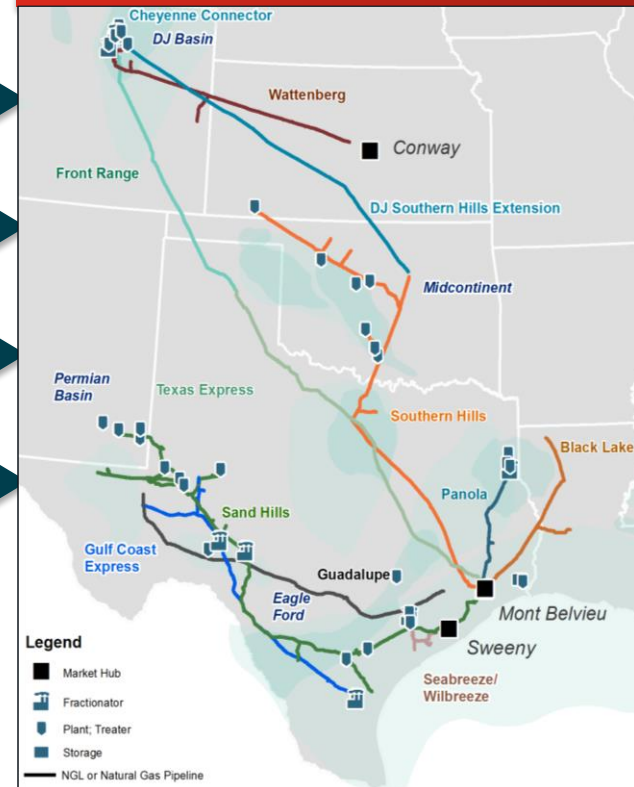 Cheyenne Connector
DJ Basin
Wattenberg
Conway
Front Range
DJ Southern Hills Extension
Midcontinent
Permian
Basin
Texas Express
Southern Hills
Black Lake
Panola
Sand Hills
Gulf Coast
Express
Guadalupe
Eagle
Ford
Mont Belvieu
Sweeny
Seabreeze/
Wilbreeze
Legend
Market Hub
Fractionator
Plant; Treater
Storage
NGL or Natural Gas Pipeline